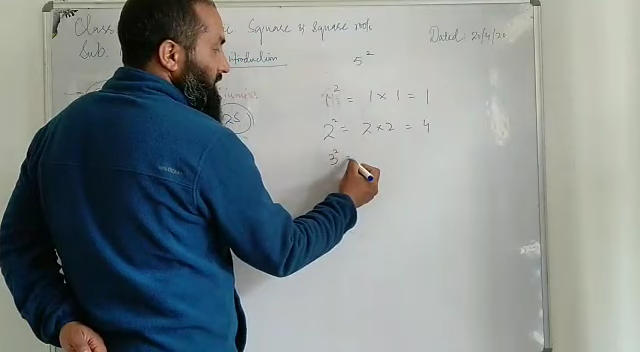 Class Square & Square root
Sub. Introduction Dated: 20/4/20
5²
25
1² = 1 × 1 = 1
2² = 2 × 2 = 4
3² =